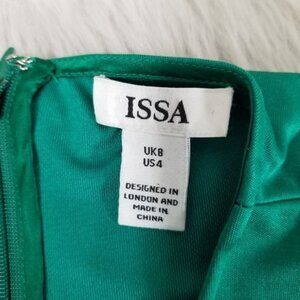 ISSA
UK8
US4
DESIGNED IN
LONDON AND
MADE IN
CHINA